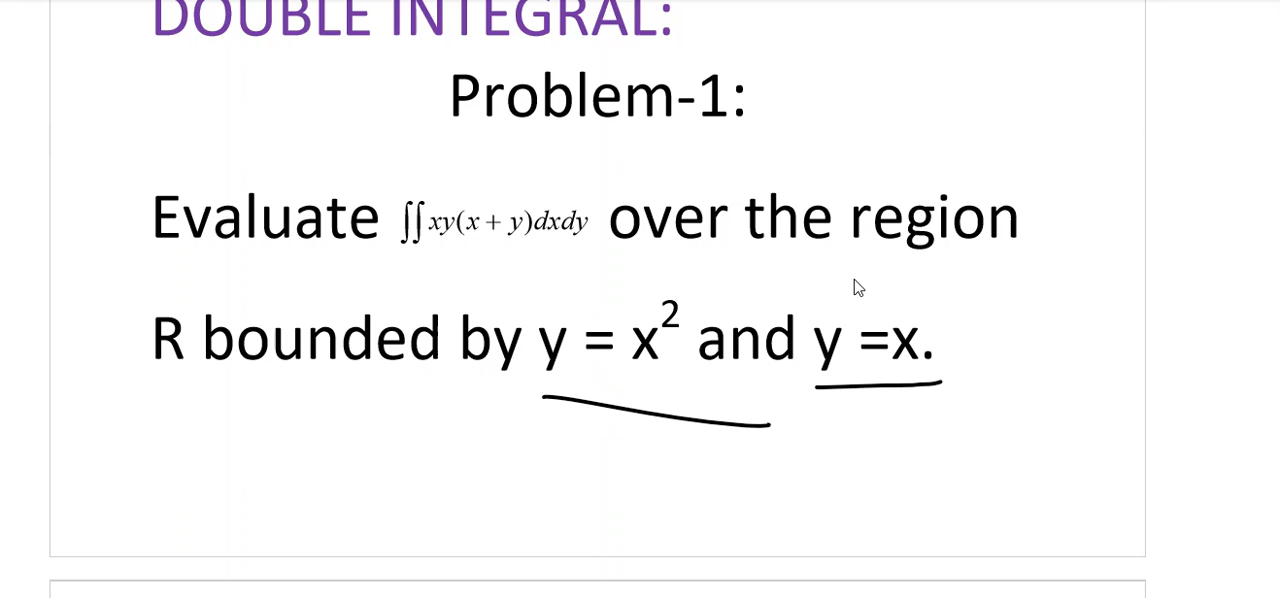 DOUBLE INTEGRAL:
Problem-1:
Evaluate ∬xy(x + y)dxdy over the region
R bounded by y = x² and y =x.